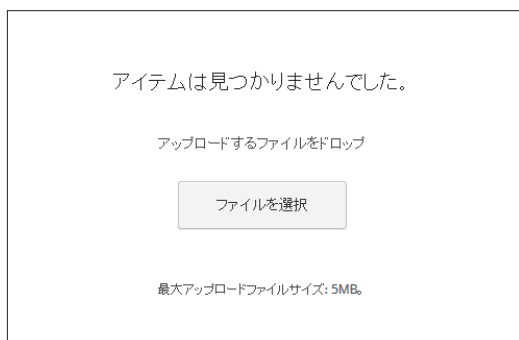 アイテムは見つかりませんでした。
アップロードするファイルをドロップ
ファイルを選択
最大アップロードファイルサイズ: 5MB。